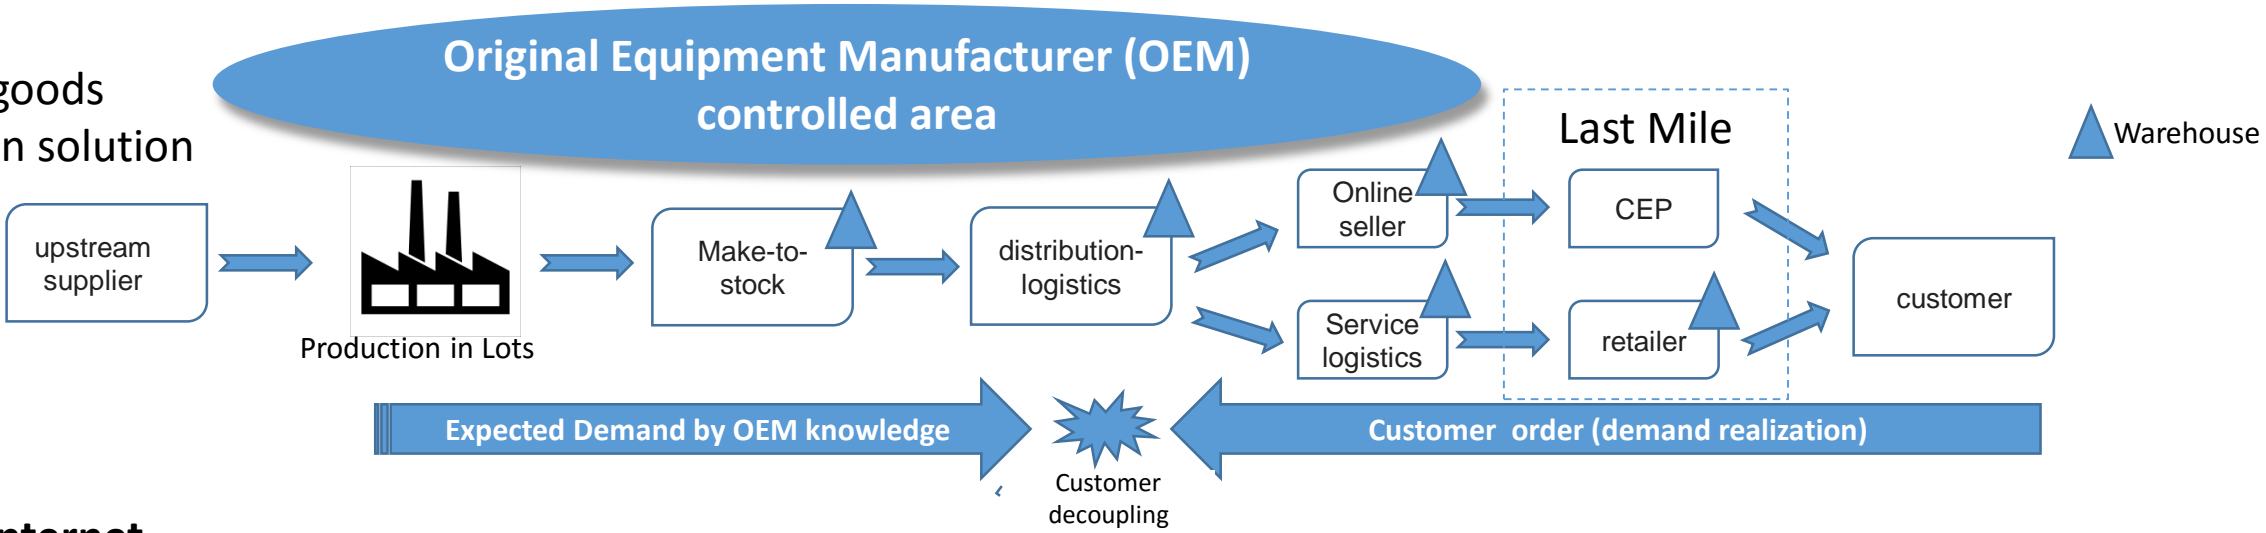 goods
n solution
Original Equipment Manufacturer (OEM)
controlled area
Last Mile
Warehouse
upstream
supplier
Production in Lots
Make-to-
stock
distribution-
logistics
Online
seller
Service
logistics
CEP
retailer
customer
Expected Demand by OEM knowledge
Customer order (demand realization)
Customer
decoupling